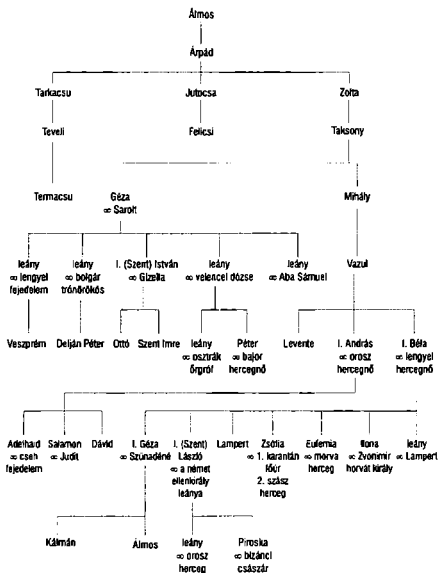 Álmos
Árpád
Tarkacsu Jutocsa Zolta
Teveli Felicsi Taksony
Termacsu Géza Mihály
∞ Sarolt
leány leány I. (Szent) István leány leány Vazul
∞ lengyel ∞ bolgár ∞ Gizella ∞ velencei dózse ∞ Aba Sámuel
fejedelem trónörökös
Veszprém Delján Péter Ottó Szent Imre leány Péter Levente I. András I. Béla
∞ osztrák ∞ bajor ∞ orosz ∞ lengyel
őrgróf hercegnő hercegnő hercegnő
Adelhaid Salamon Dávid I. Géza I. (Szent) Lampert Zsófia Eufemia Ilona leány
∞ cseh ∞ Judit ∞ Szünadéné László ∞ 1. karantán ∞ morva ∞ Zvonimir ∞ Lampert
fejedelem ∞ a német főúr herceg horvát király
ellenkirály 2. szász
leánya herceg
Kálmán Álmos leány Piroska
∞ orosz ∞ bizánci
herceg császár